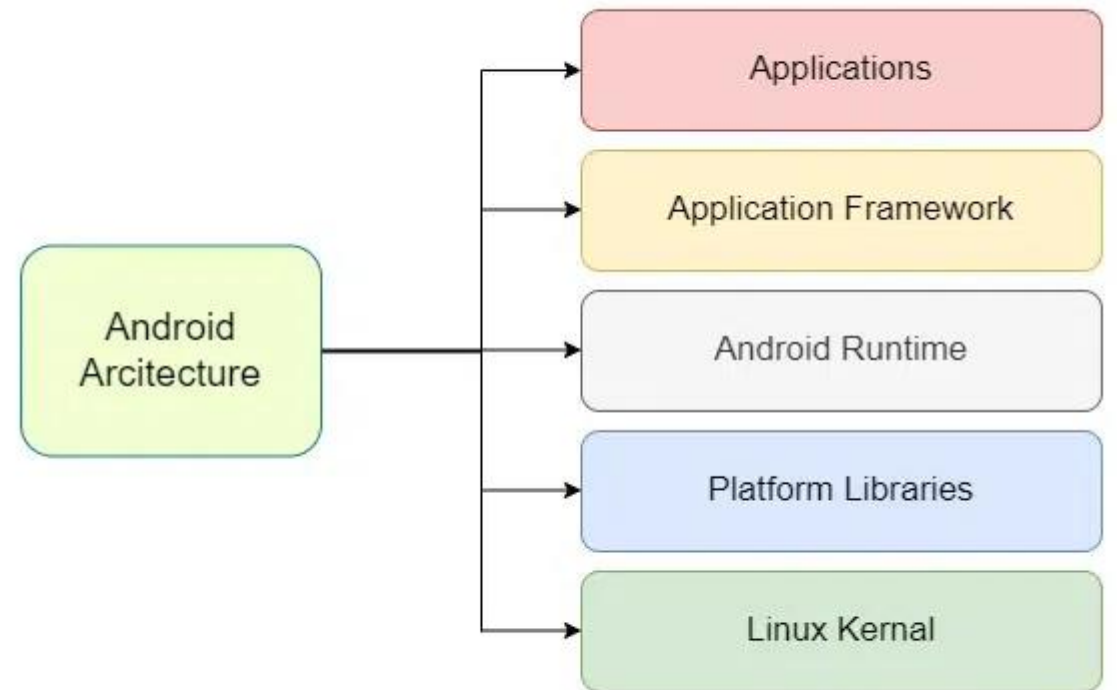 Android
Arcitecture
Applications
Application Framework
Android Runtime
Platform Libraries
Linux Kernal